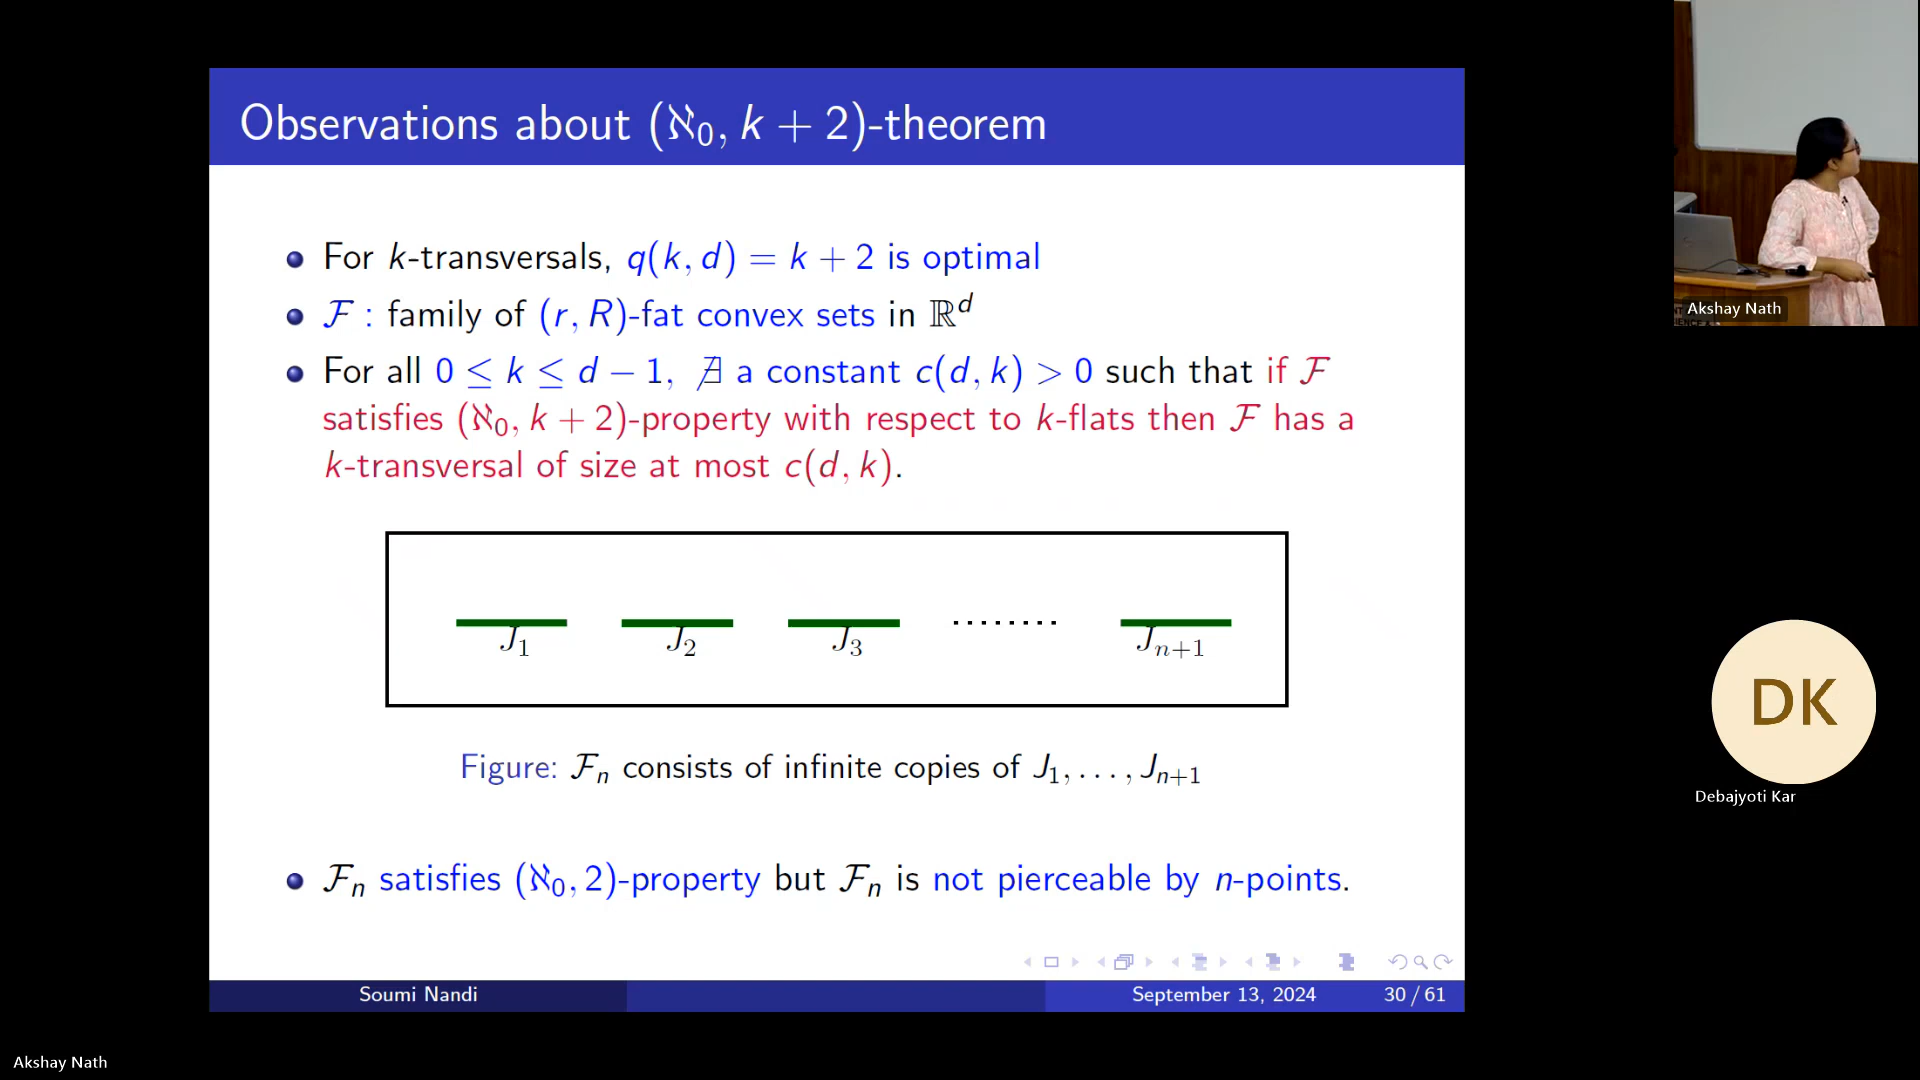 Observations about (ℵ₀, k + 2)-theorem
For k-transversals, q(k, d) = k + 2 is optimal
ℱ : family of (r, R)-fat convex sets in ℝᵈ
For all 0 ≤ k ≤ d − 1, ∄ a constant c(d, k) > 0 such that if ℱ
satisfies (ℵ₀, k + 2)-property with respect to k-flats then ℱ has a
k-transversal of size at most c(d, k).
J₁ J₂ J₃ ........ Jₙ₊₁
Figure: ℱₙ consists of infinite copies of J₁, . . . , Jₙ₊₁
ℱₙ satisfies (ℵ₀, 2)-property but ℱₙ is not pierceable by n-points.
Soumi Nandi September 13, 2024 30 / 61
Akshay Nath
DK
Debajyoti Kar
Akshay Nath